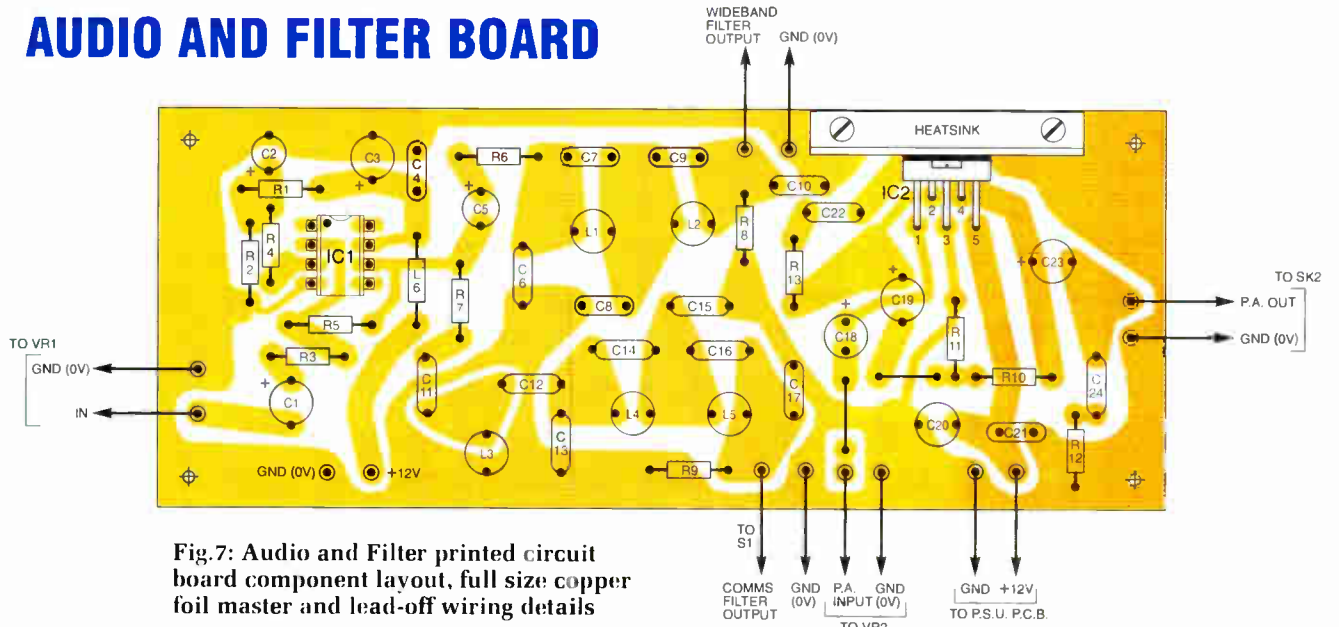 AUDIO AND FILTER BOARD
WIDEBAND
FILTER
OUTPUT
GND (0V)
HEATSINK
C2
C3
C4
R6
C7
C9
R1
C10
IC2
C5
C22
1
2
3
4
5
R2
R4
IC1
L1
L2
R8
C6
L6
R7
R13
C23
C19
TO SK2
P.A. OUT
GND (0V)
R5
C8
C15
C18
R11
TO VR1
GND (0V)
IN
R3
C14
C16
C1
C11
C12
C17
R10
C24
L4
L5
C20
C21
L3
C13
R12
GND (0V)
+12V
R9
TO
S1
COMMS
FILTER
OUTPUT
GND
(0V)
P.A.
INPUT
GND
(0V)
TO VR2
GND
+12V
TO P.S.U. P.C.B.
Fig.7: Audio and Filter printed circuit
board component layout, full size copper
foil master and lead-off wiring details